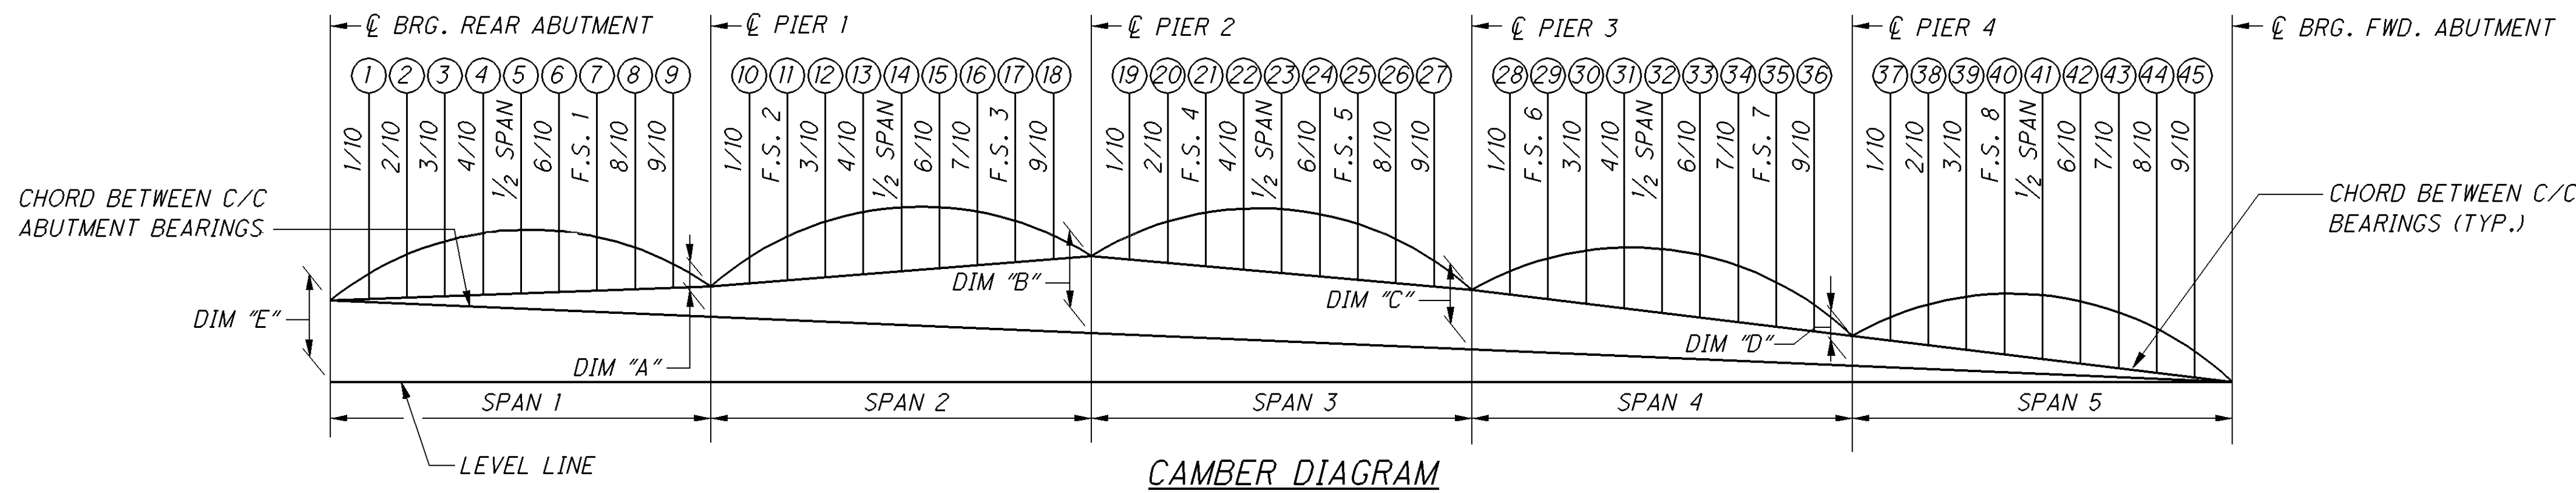 ℄ BRG. REAR ABUTMENT
℄ PIER 1
℄ PIER 2
℄ PIER 3
℄ PIER 4
℄ BRG. FWD. ABUTMENT
1 2 3 4 5 6 7 8 9
10 11 12 13 14 15 16 17 18
19 20 21 22 23 24 25 26 27
28 29 30 31 32 33 34 35 36
37 38 39 40 41 42 43 44 45
1/10
2/10
3/10
4/10
1/2 SPAN
6/10
F.S. 1
8/10
9/10
1/10
F.S. 2
3/10
4/10
1/2 SPAN
6/10
7/10
F.S. 3
9/10
1/10
2/10
F.S. 4
4/10
1/2 SPAN
6/10
F.S. 5
8/10
9/10
1/10
F.S. 6
3/10
4/10
1/2 SPAN
6/10
7/10
F.S. 7
9/10
1/10
2/10
3/10
F.S. 8
1/2 SPAN
6/10
7/10
8/10
9/10
CHORD BETWEEN C/C
ABUTMENT BEARINGS
CHORD BETWEEN C/C
BEARINGS (TYP.)
DIM "E"
DIM "A"
DIM "B"
DIM "C"
DIM "D"
SPAN 1
SPAN 2
SPAN 3
SPAN 4
SPAN 5
LEVEL LINE
CAMBER DIAGRAM